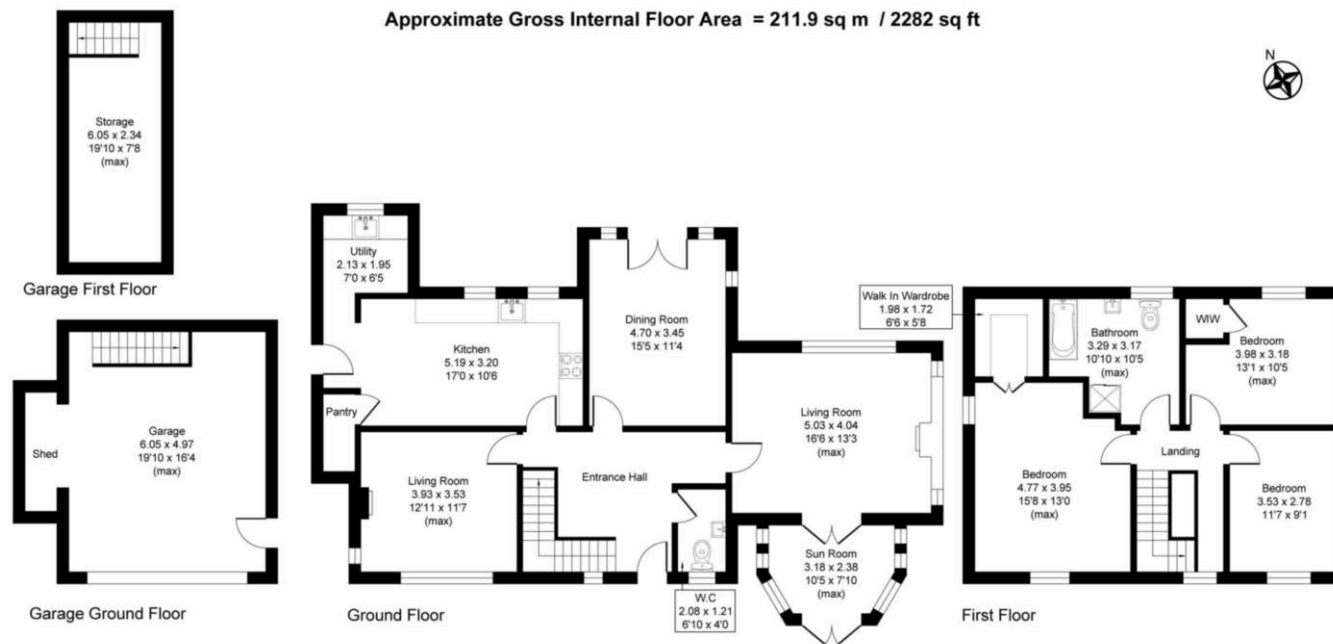 Approximate Gross Internal Floor Area = 211.9 sq m / 2282 sq ft
N
Storage
6.05 x 2.34
19'10 x 7'8
(max)
Garage First Floor
Shed
Garage
6.05 x 4.97
19'10 x 16'4
(max)
Garage Ground Floor
Utility
2.13 x 1.95
7'0 x 6'5
Kitchen
5.19 x 3.20
17'0 x 10'6
Pantry
Dining Room
4.70 x 3.45
15'5 x 11'4
Living Room
3.93 x 3.53
12'11 x 11'7
(max)
Entrance Hall
Living Room
5.03 x 4.04
16'6 x 13'3
(max)
Sun Room
3.18 x 2.38
10'5 x 7'10
(max)
W.C
2.08 x 1.21
6'10 x 4'0
Ground Floor
Walk In Wardrobe
1.98 x 1.72
6'6 x 5'8
Bathroom
3.29 x 3.17
10'10 x 10'5
(max)
WIW
Bedroom
3.98 x 3.18
13'1 x 10'5
(max)
Landing
Bedroom
4.77 x 3.95
15'8 x 13'0
(max)
Bedroom
3.53 x 2.78
11'7 x 9'1
First Floor